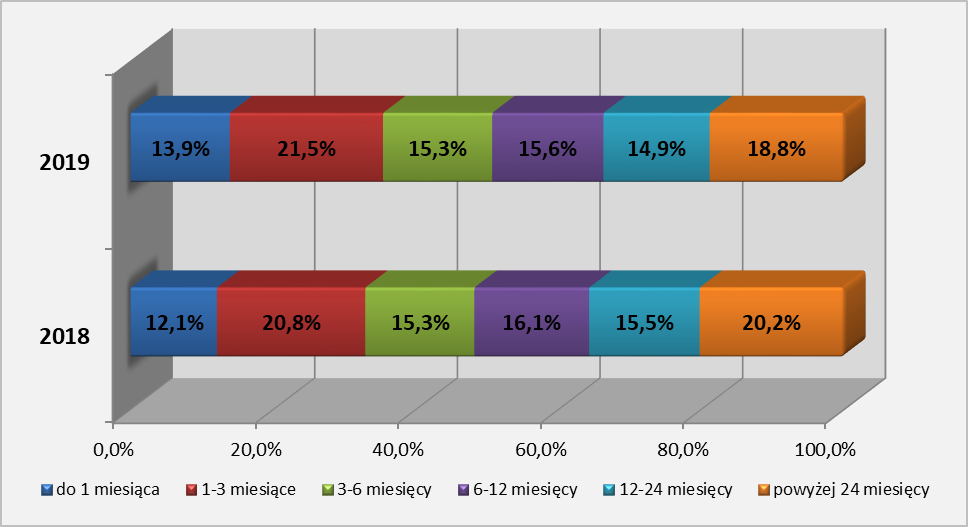 2019
13,9% 21,5% 15,3% 15,6% 14,9% 18,8%
2018
12,1% 20,8% 15,3% 16,1% 15,5% 20,2%
0,0% 20,0% 40,0% 60,0% 80,0% 100,0%
do 1 miesiąca 1-3 miesiące 3-6 miesięcy 6-12 miesięcy 12-24 miesięcy powyżej 24 miesięcy